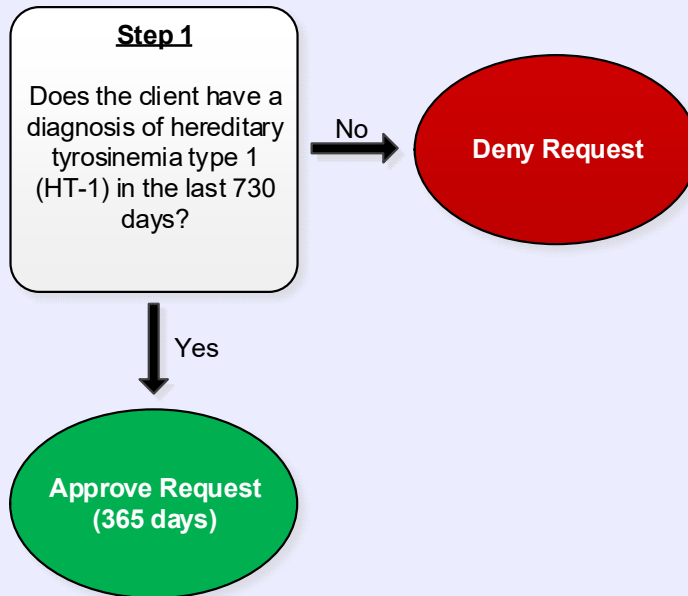 Step 1
Does the client have a
diagnosis of hereditary
tyrosinemia type 1
(HT-1) in the last 730
days?
No
Deny Request
Yes
Approve Request
(365 days)